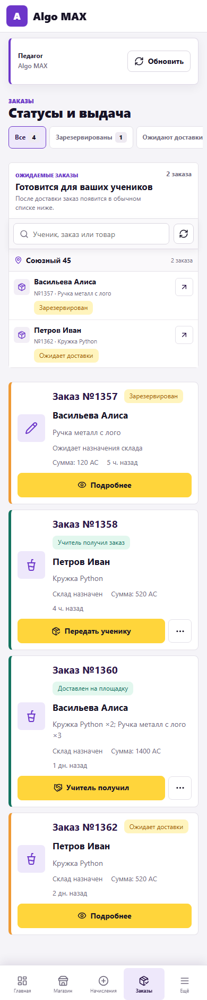 A Algo MAX
Педагог
Algo MAX
Обновить
ЗАКАЗЫ
Статусы и выдача
Все 4 Зарезервированы 1 Ожидают доставки
ОЖИДАЕМЫЕ ЗАКАЗЫ 2 заказа
Готовится для ваших учеников
После доставки заказ появится в обычном
списке ниже.
Ученик, заказ или товар
Союзный 45 2 заказа
Васильева Алиса
№1357 · Ручка металл с лого
Зарезервирован
Петров Иван
№1362 · Кружка Python
Ожидает доставки
Заказ №1357 Зарезервирован
Васильева Алиса
Ручка металл с лого
Ожидает назначения склада
Сумма: 120 АС 5 ч. назад
Подробнее
Заказ №1358
Учитель получил заказ
Петров Иван
Кружка Python
Склад назначен Сумма: 520 АС
4 ч. назад
Передать ученику
Заказ №1360
Доставлен на площадку
Васильева Алиса
Кружка Python ×2; Ручка металл с лого
×3
Склад назначен Сумма: 1400 АС
1 дн. назад
Учитель получил
Заказ №1362 Ожидает доставки
Петров Иван
Кружка Python
Склад назначен Сумма: 520 АС
2 дн. назад
Подробнее
Главная Магазин Начисления Заказы Ещё